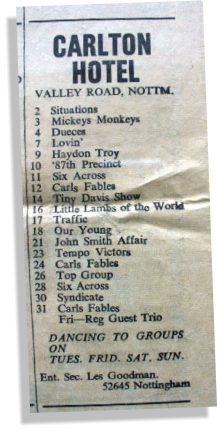 CARLTON
HOTEL
VALLEY ROAD, NOTTM.
2 Situations
3 Mickeys Monkeys
4 Dueces
7 Lovin'
9 Haydon Troy
10 '87th Precinct
11 Six Across
12 Carls Fables
14 Tiny Davis Show
16 Little Lambs of the World
17 Traffic
18 Our Young
21 John Smith Affair
23 Tempo Victors
24 Carls Fables
26 Top Group
28 Six Across
30 Syndicate
31 Carls Fables
Fri—Reg Guest Trio
DANCING TO GROUPS
ON
TUES. FRID. SAT. SUN.
Ent. Sec. Les Goodman.
52645 Nottingham